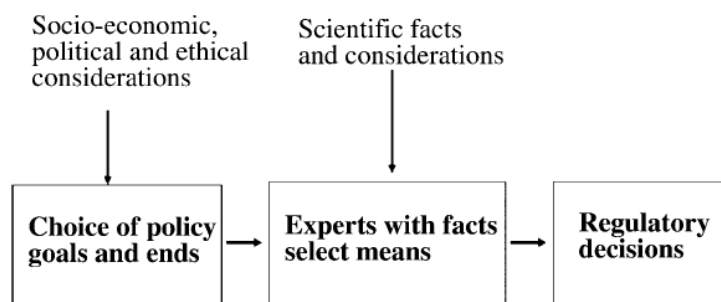 Socio-economic,
political and ethical
considerations
Scientific facts
and considerations
Choice of policy
goals and ends
Experts with facts
select means
Regulatory
decisions